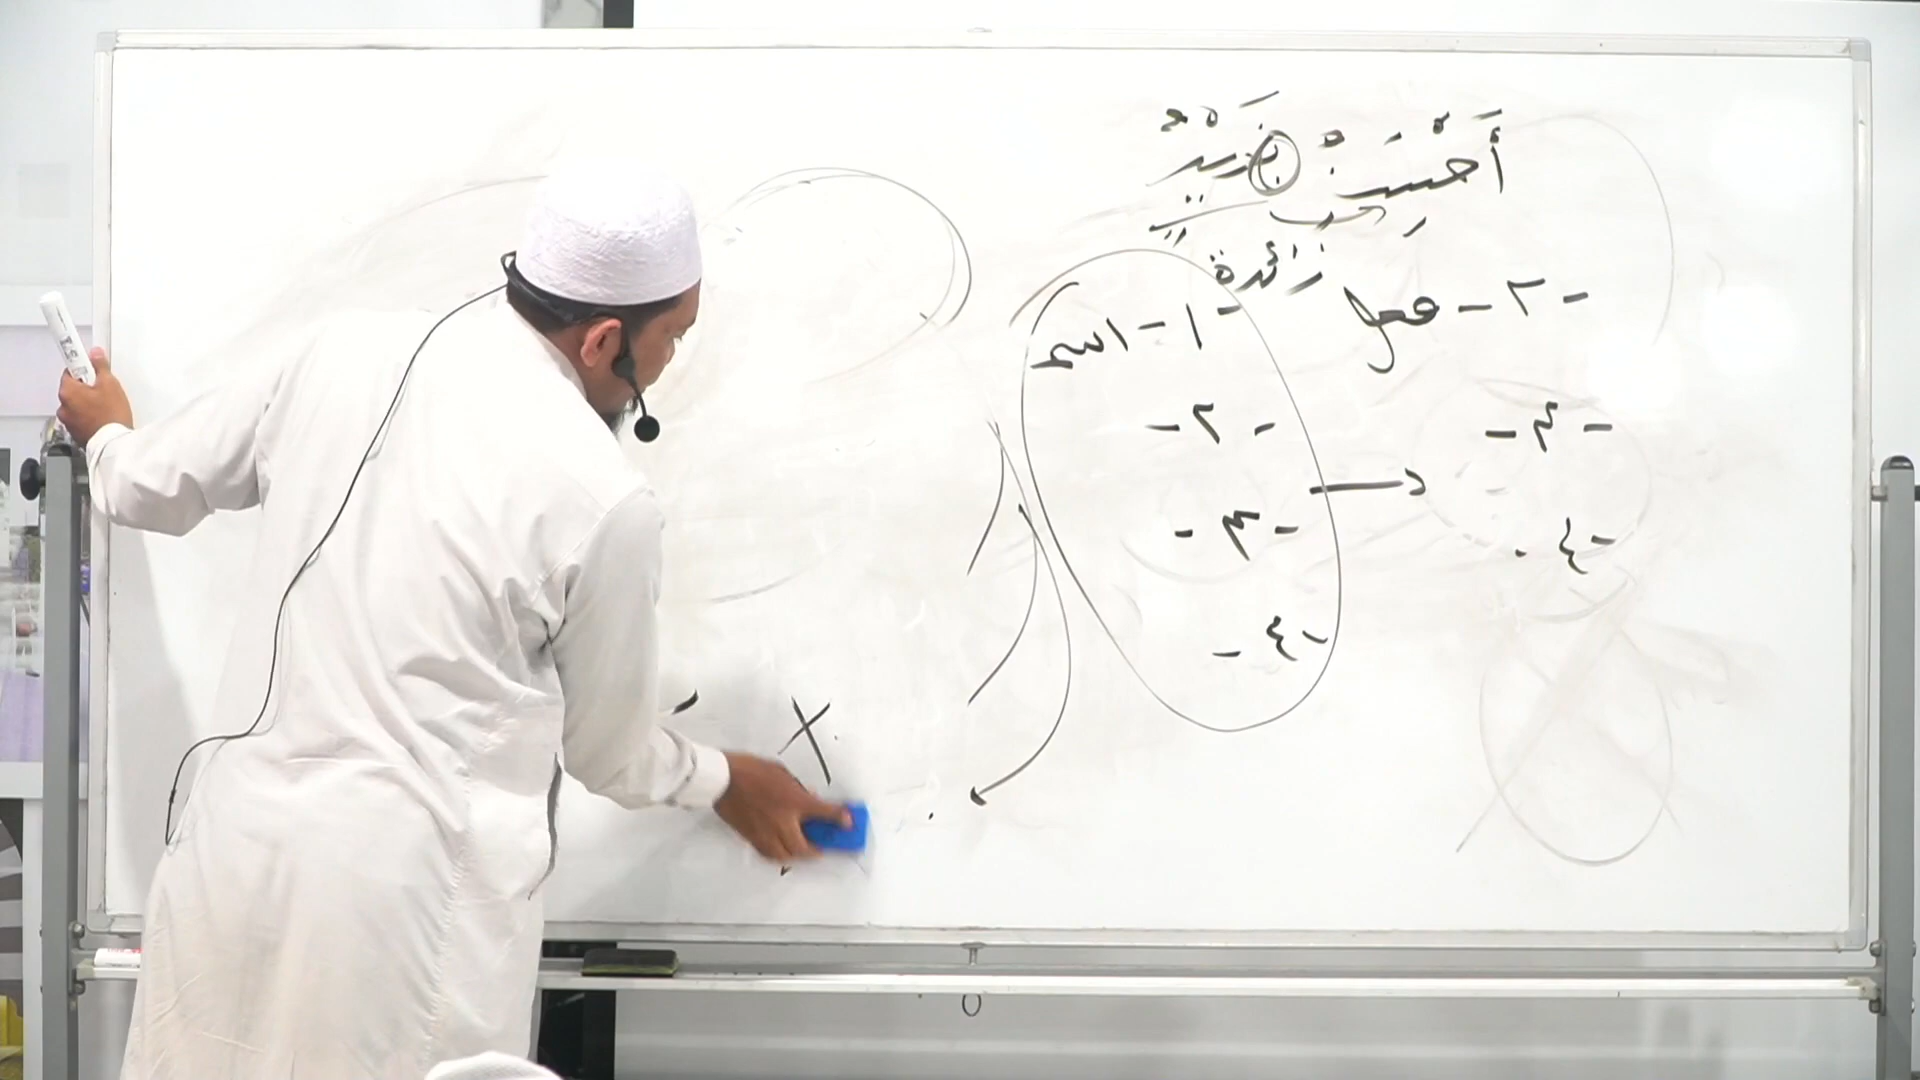 أَحْسِنْ بِزَيْدٍ
زائدة
-٢- فعل
-٣-
-٤-
-١- اسم
-٢-
-٣-
-٤-